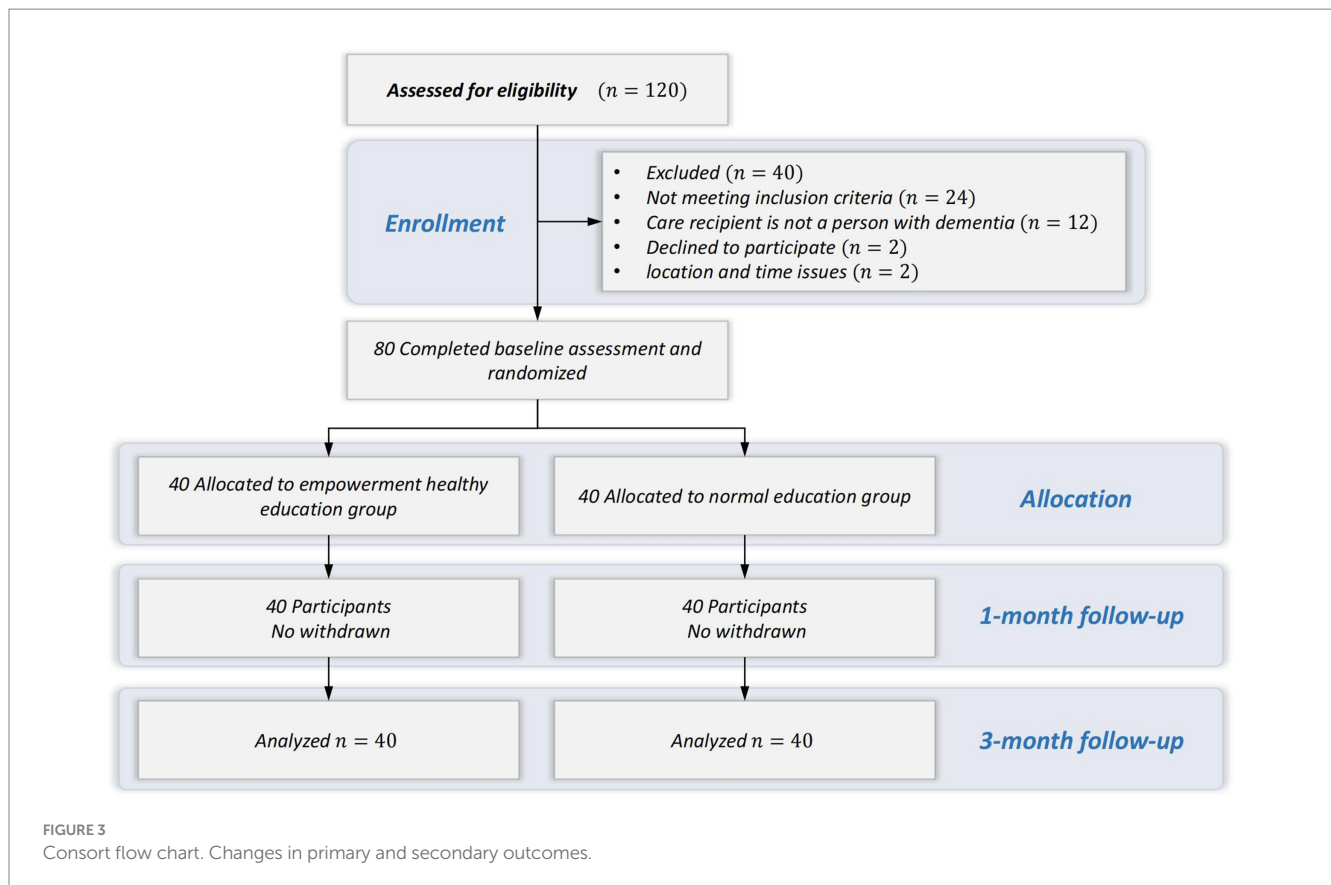 Assessed for eligibility (n = 120)
Enrollment
• Excluded (n = 40)
• Not meeting inclusion criteria (n = 24)
• Care recipient is not a person with dementia (n = 12)
• Declined to participate (n = 2)
• location and time issues (n = 2)
80 Completed baseline assessment and
randomized
40 Allocated to empowerment healthy
education group
40 Allocated to normal education group
Allocation
40 Participants
No withdrawn
40 Participants
No withdrawn
1-month follow-up
Analyzed n = 40
Analyzed n = 40
3-month follow-up
FIGURE 3
Consort flow chart. Changes in primary and secondary outcomes.